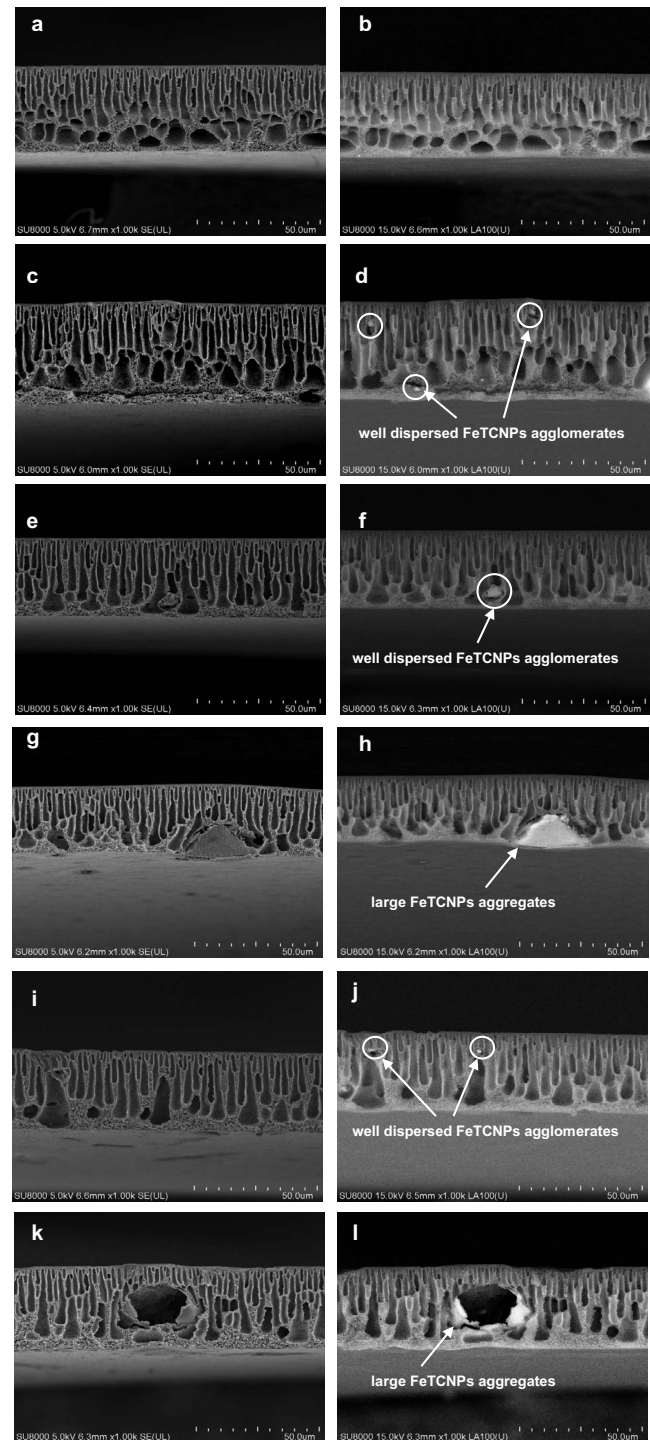 a
b
SU8000 5.0kV 6.7mm x1.00k SE(UL) 50.0um
SU8000 15.0kV 6.6mm x1.00k LA100(U) 50.0um
c
d
well dispersed FeTCNPs agglomerates
SU8000 5.0kV 6.0mm x1.00k SE(UL) 50.0um
SU8000 15.0kV 6.0mm x1.00k LA100(U) 50.0um
e
f
well dispersed FeTCNPs agglomerates
SU8000 5.0kV 6.4mm x1.00k SE(UL) 50.0um
SU8000 15.0kV 6.3mm x1.00k LA100(U) 50.0um
g
h
large FeTCNPs aggregates
SU8000 5.0kV 6.2mm x1.00k SE(UL) 50.0um
SU8000 15.0kV 6.2mm x1.00k LA100(U) 50.0um
i
j
well dispersed FeTCNPs agglomerates
SU8000 5.0kV 6.6mm x1.00k SE(UL) 50.0um
SU8000 15.0kV 6.5mm x1.00k LA100(U) 50.0um
k
l
large FeTCNPs aggregates
SU8000 5.0kV 6.3mm x1.00k SE(UL) 50.0um
SU8000 15.0kV 6.3mm x1.00k LA100(U) 50.0um